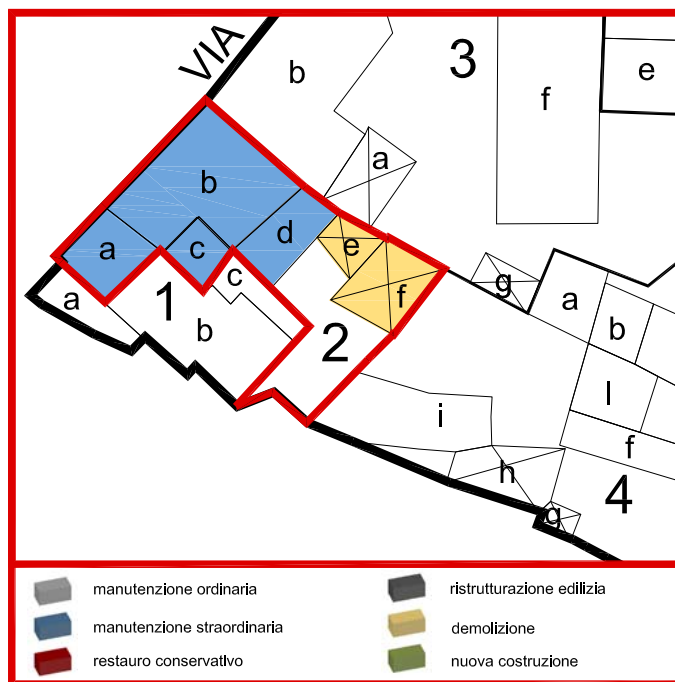 VIA
3
b
e
f
a
b
d
a
c
e
c
g
a
1
f
a
b
b
2
l
i
f
h
4
g
manutenzione ordinaria
ristrutturazione edilizia
manutenzione straordinaria
demolizione
restauro conservativo
nuova costruzione